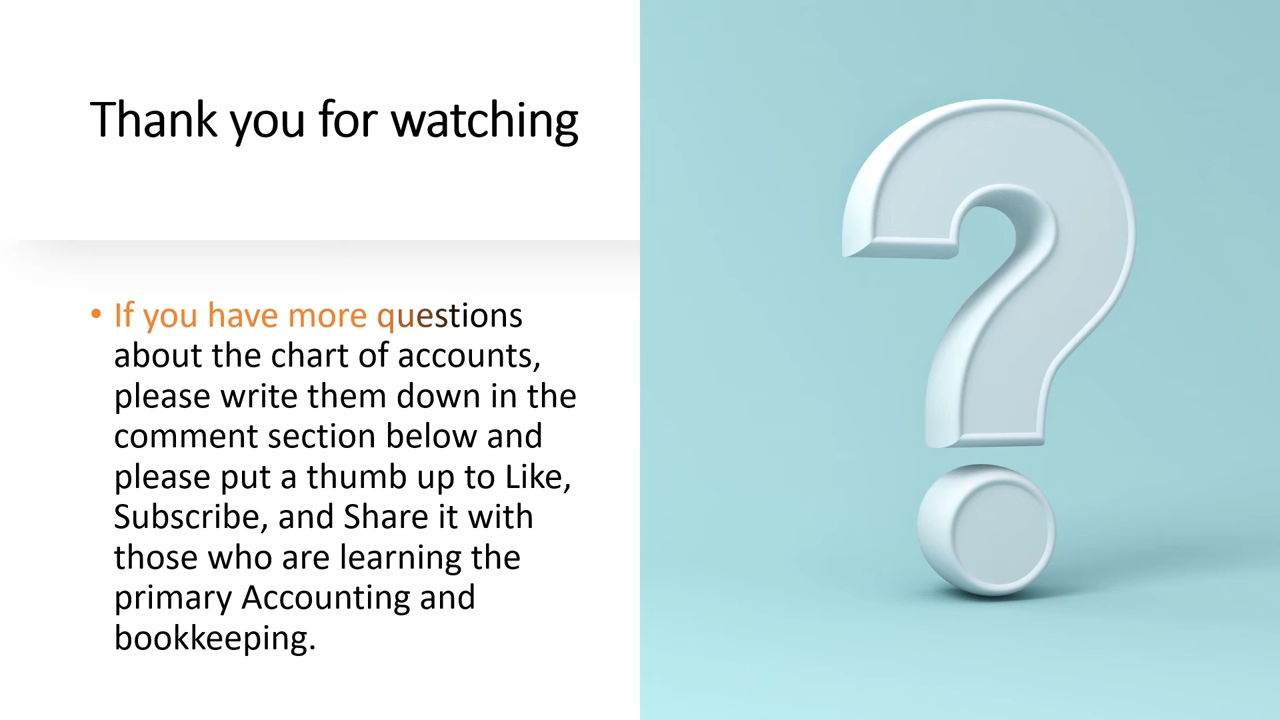 Thank you for watching
• If you have more questions
about the chart of accounts,
please write them down in the
comment section below and
please put a thumb up to Like,
Subscribe, and Share it with
those who are learning the
primary Accounting and
bookkeeping.